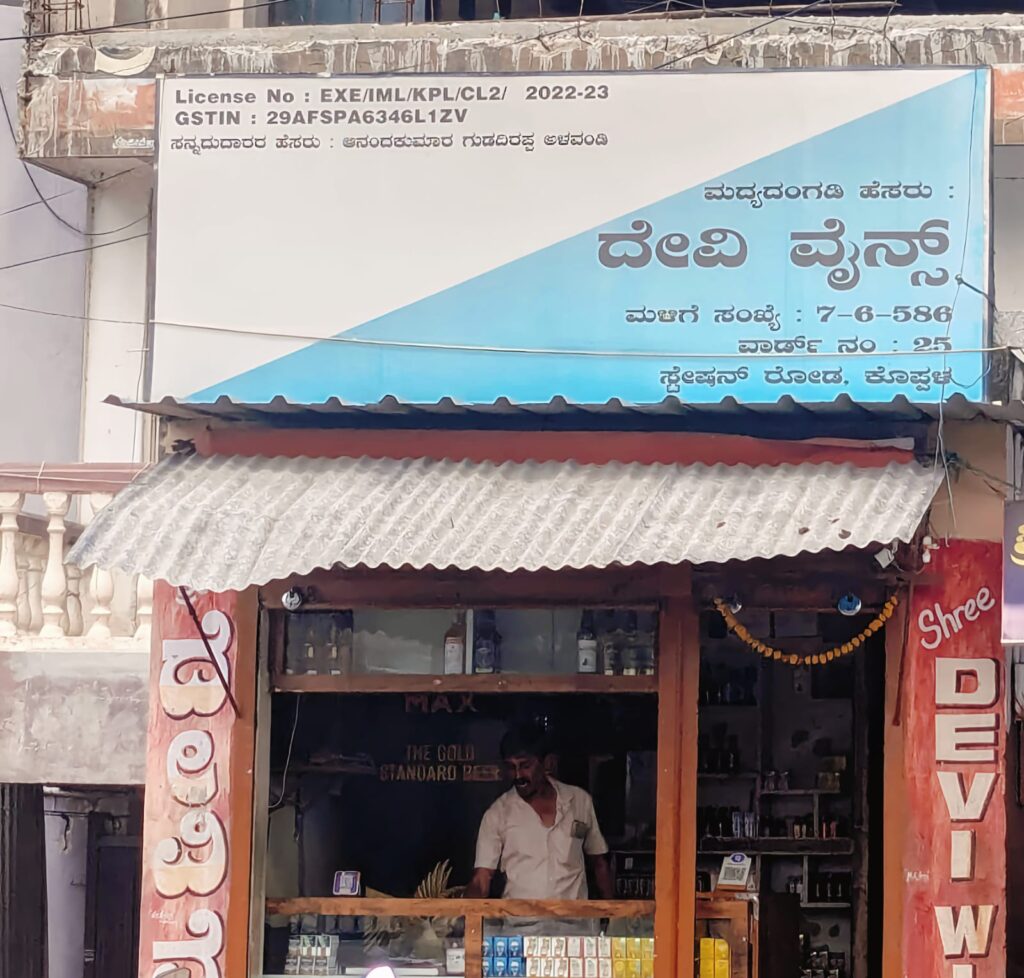 License No : EXE/IML/KPL/CL2/ 2022-23
GSTIN : 29AFSPA6346L1ZV
ಸನ್ನದುದಾರರ ಹೆಸರು : ಆನಂದಕುಮಾರ ಗುಡದಿರಪ್ಪ ಅಳವಂಡಿ
ಮದ್ಯದಂಗಡಿ ಹೆಸರು :
ದೇವಿ ವೈನ್ಸ್
ಮಳಿಗೆ ಸಂಖ್ಯೆ : 7-6-586
ವಾರ್ಡ್ ನಂ : 25
ಸ್ಟೇಷನ್ ರೋಡ, ಕೊಪ್ಪಳ
MAX
THE GOLD
STANDARD BEER
Shree
DEVI W